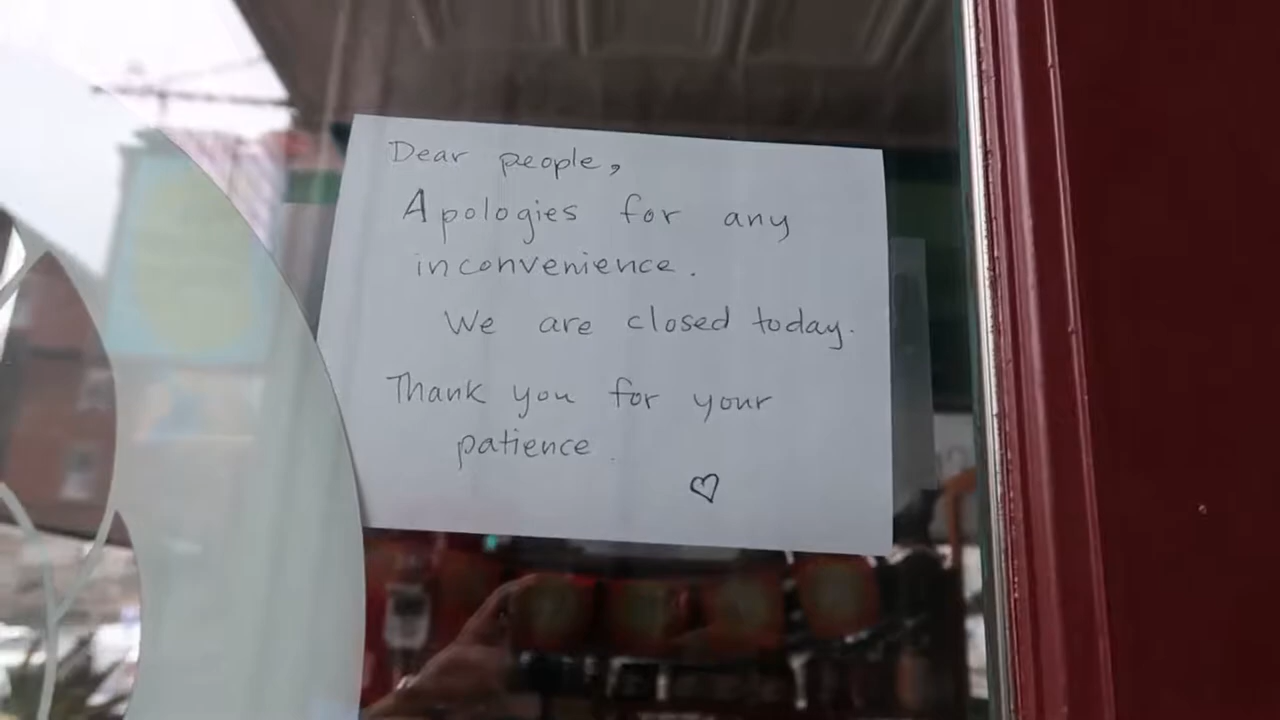 Dear people,
Apologies for any
inconvenience.
We are closed today.
Thank you for your
patience.
♡